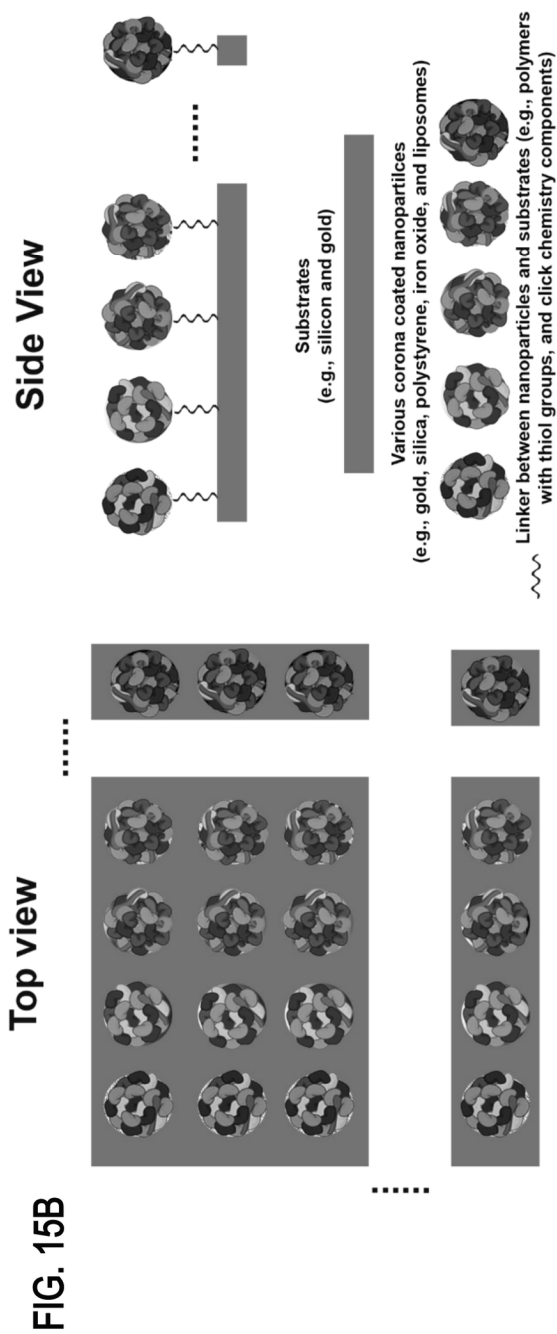 FIG. 15B
Top view
Side View
Substrates
(e.g., silicon and gold)
Various corona coated nanopartilces
(e.g., gold, silica, polystyrene, iron oxide, and liposomes)
Linker between nanoparticles and substrates (e.g., polymers
with thiol groups, and click chemistry components)